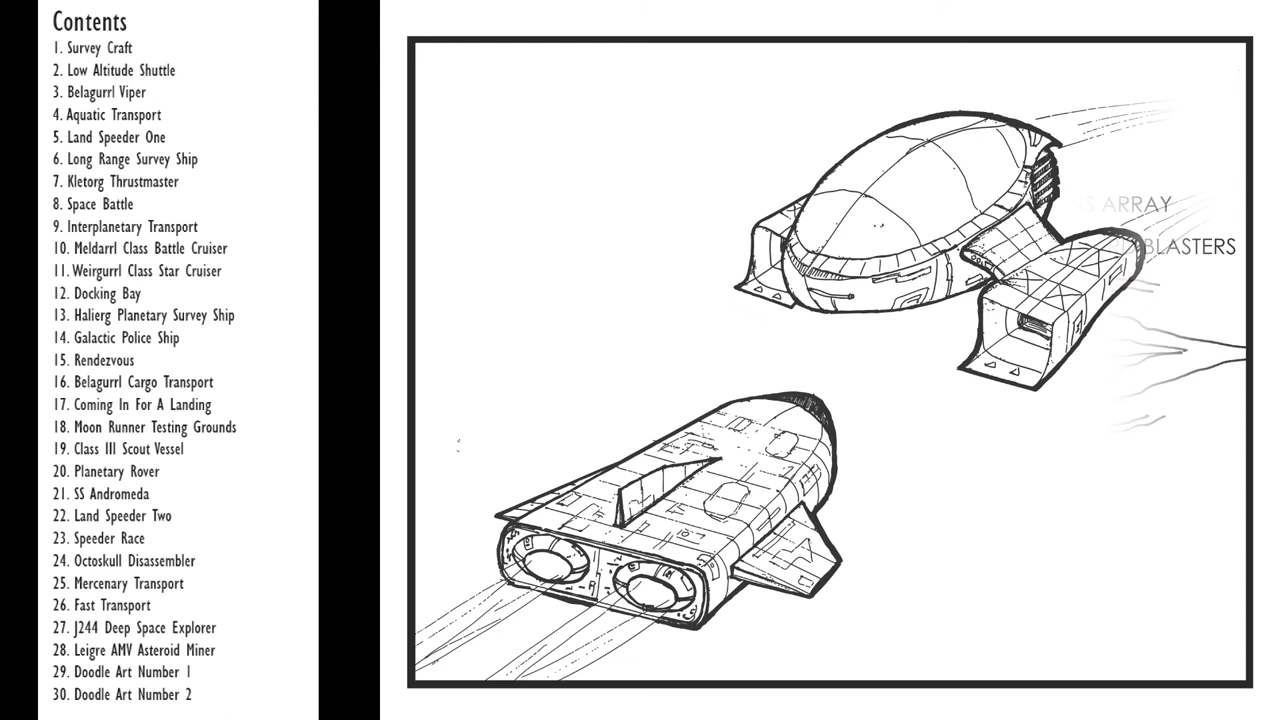 Contents
1. Survey Craft
2. Low Altitude Shuttle
3. Belagurrl Viper
4. Aquatic Transport
5. Land Speeder One
6. Long Range Survey Ship
7. Kletorg Thrustmaster
8. Space Battle
9. Interplanetary Transport
10. Meldarrl Class Battle Cruiser
11. Weirgurrl Class Star Cruiser
12. Docking Bay
13. Halierg Planetary Survey Ship
14. Galactic Police Ship
15. Rendezvous
16. Belagurrl Cargo Transport
17. Coming In For A Landing
18. Moon Runner Testing Grounds
19. Class III Scout Vessel
20. Planetary Rover
21. SS Andromeda
22. Land Speeder Two
23. Speeder Race
24. Octoskull Disassembler
25. Mercenary Transport
26. Fast Transport
27. J244 Deep Space Explorer
28. Leigre AMV Asteroid Miner
29. Doodle Art Number 1
30. Doodle Art Number 2
ARRAY
BLASTERS